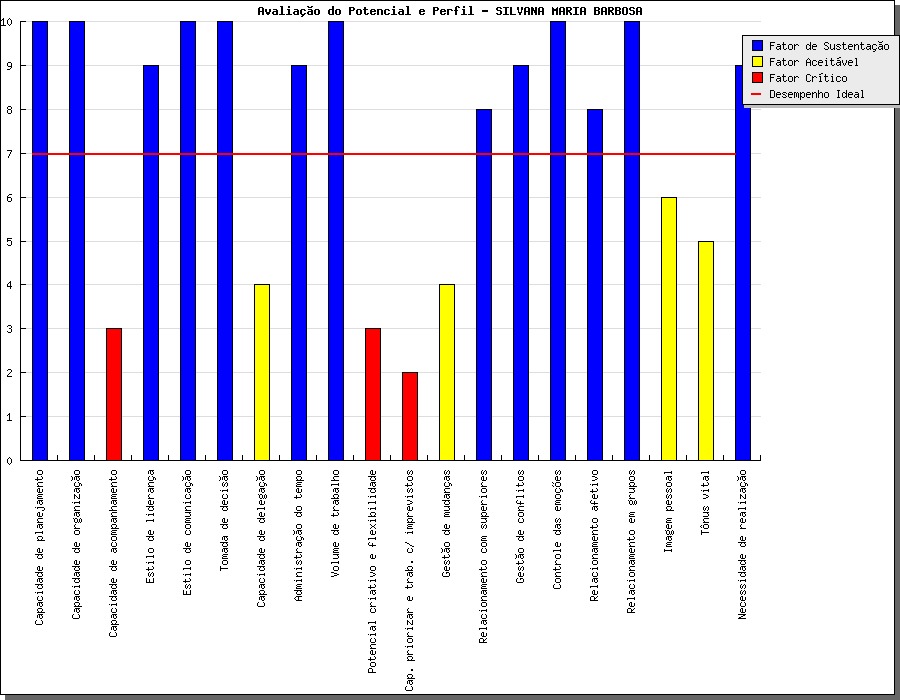 Avaliação do Potencial e Perfil - SILVANA MARIA BARBOSA
10
9
8
7
6
5
4
3
2
1
0
Fator de Sustentação
Fator Aceitável
Fator Crítico
Desempenho Ideal
Capacidade de planejamento
Capacidade de organização
Capacidade de acompanhamento
Estilo de liderança
Estilo de comunicação
Tomada de decisão
Capacidade de delegação
Administração do tempo
Volume de trabalho
Potencial criativo e flexibilidade
Cap. priorizar e trab. c/ imprevistos
Gestão de mudanças
Relacionamento com superiores
Gestão de conflitos
Controle das emoções
Relacionamento afetivo
Relacionamento em grupos
Imagem pessoal
Tônus vital
Necessidade de realização